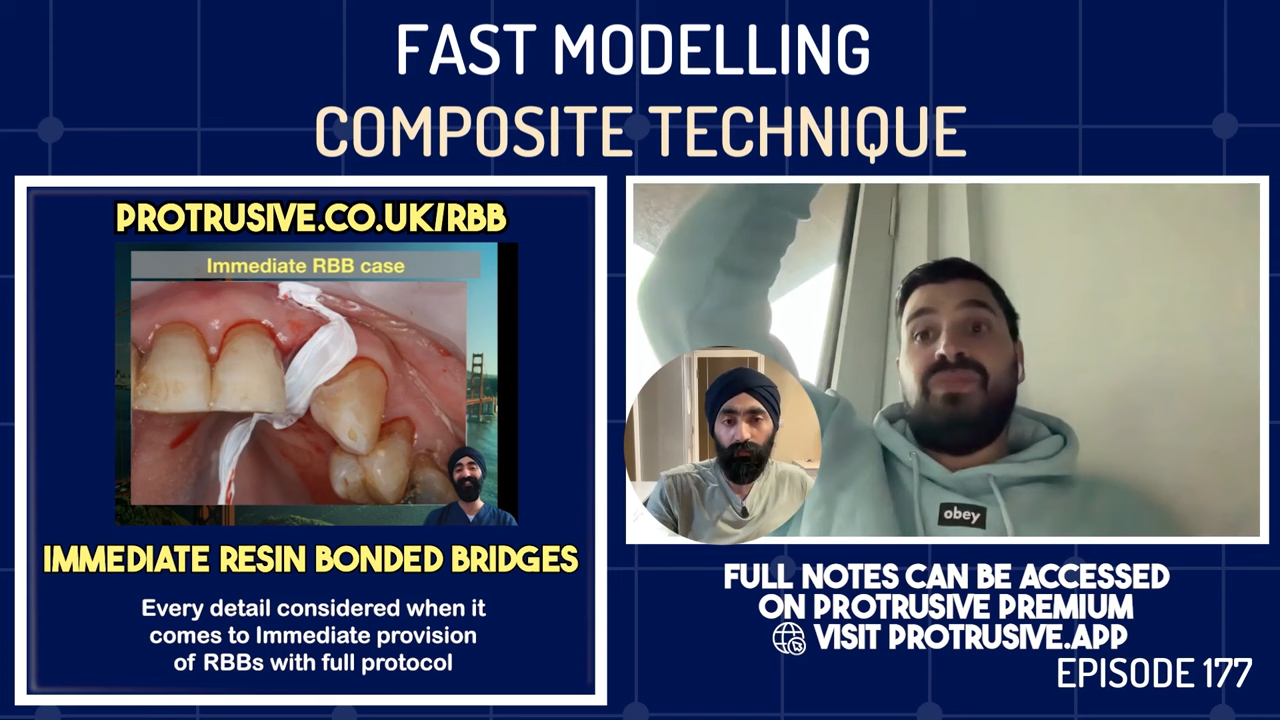 FAST MODELLING
COMPOSITE TECHNIQUE
PROTRUSIVE.CO.UK/RBB
Immediate RBB case
IMMEDIATE RESIN BONDED BRIDGES
Every detail considered when it
comes to Immediate provision
of RBBs with full protocol
obey
FULL NOTES CAN BE ACCESSED
ON PROTRUSIVE PREMIUM
VISIT PROTRUSIVE.APP
EPISODE 177